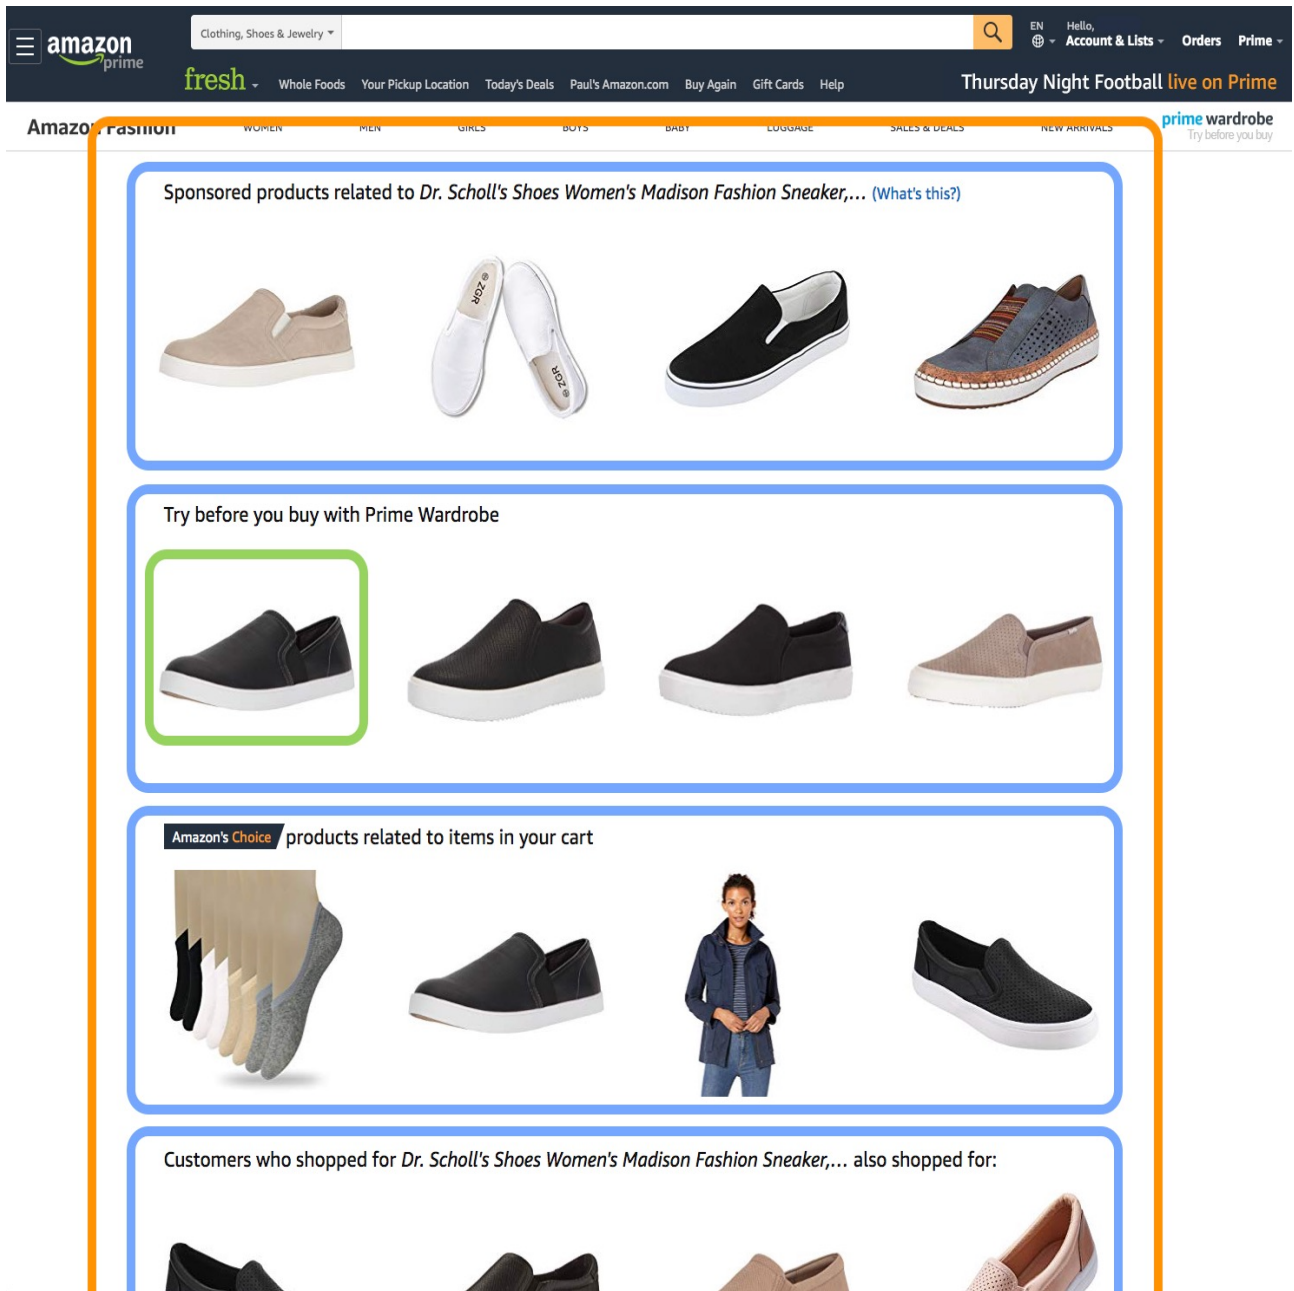 amazon
prime
Clothing, Shoes & Jewelry
EN
Hello,
Account & Lists
Orders
Prime
fresh
Whole Foods
Your Pickup Location
Today's Deals
Paul's Amazon.com
Buy Again
Gift Cards
Help
Thursday Night Football live on Prime
Amazon Fashion
WOMEN
MEN
GIRLS
BOYS
BABY
LUGGAGE
SALES & DEALS
NEW ARRIVALS
prime wardrobe
Try before you buy
Sponsored products related to Dr. Scholl's Shoes Women's Madison Fashion Sneaker,... (What's this?)
ZGR
ZGR
Try before you buy with Prime Wardrobe
Amazon's Choice products related to items in your cart
Customers who shopped for Dr. Scholl's Shoes Women's Madison Fashion Sneaker,... also shopped for: